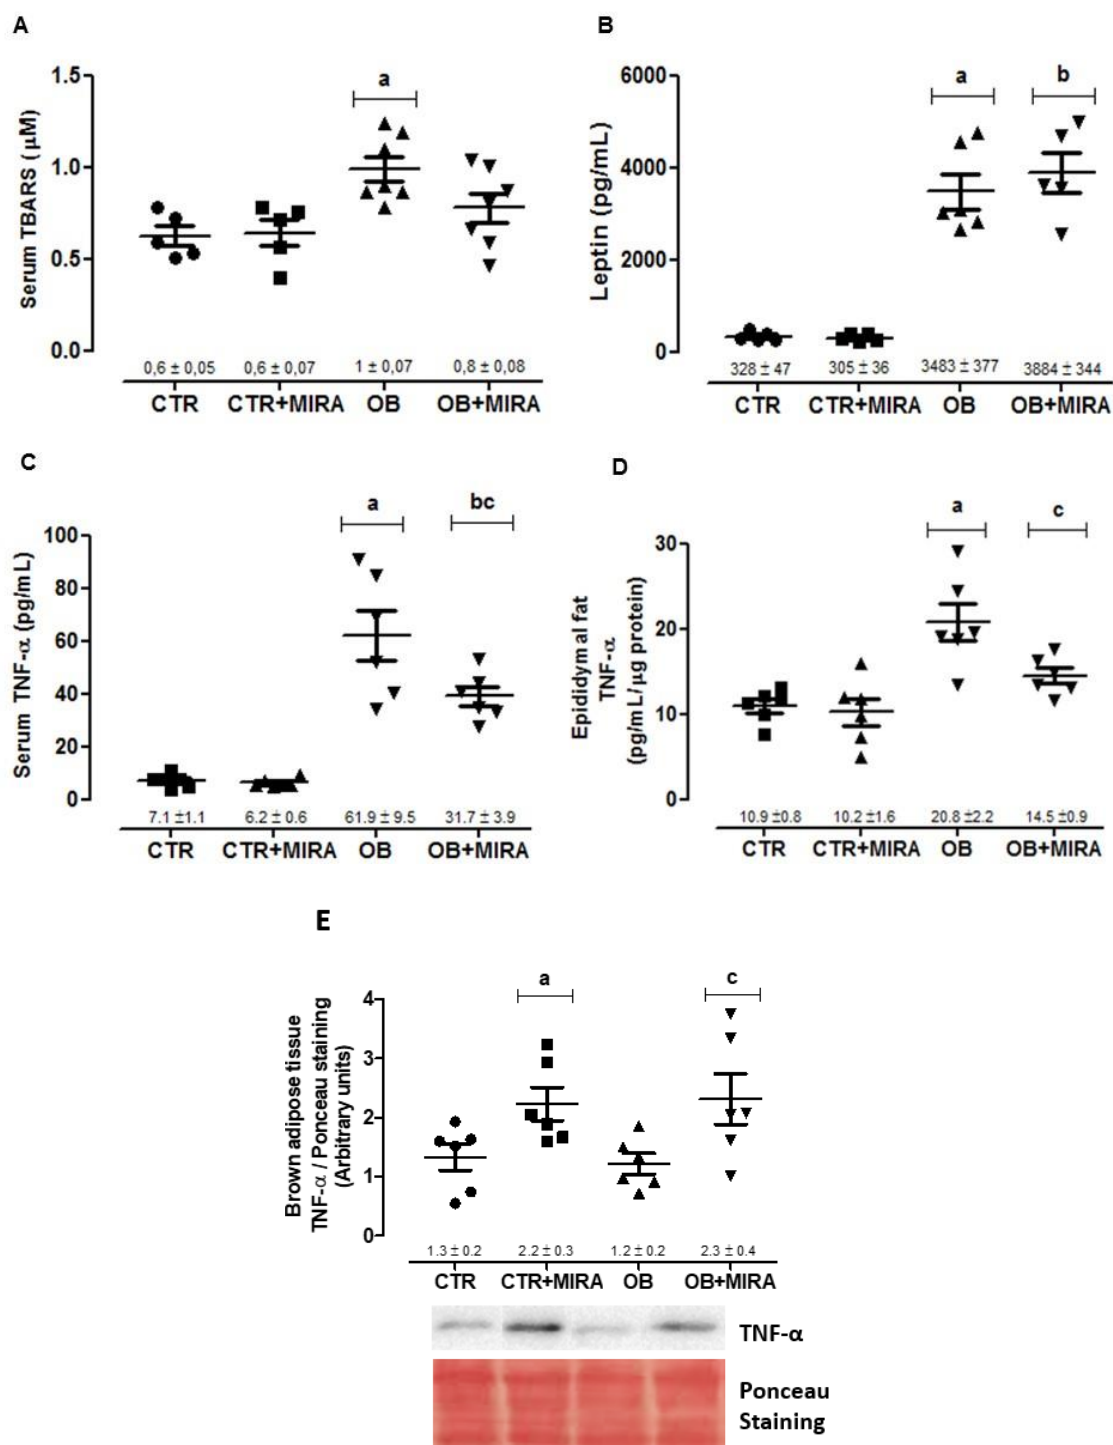 A
Serum TBARS (µM)
1.5
1.0
0.5
0.0
a
0,6 ± 0,05 0,6 ± 0,07 1 ± 0,07 0,8 ± 0,08
CTR CTR+MIRA OB OB+MIRA
B
Leptin (pg/mL)
6000
4000
2000
0
a b
328 ± 47 305 ± 36 3483 ± 377 3884 ± 344
CTR CTR+MIRA OB OB+MIRA
C
Serum TNF-α (pg/mL)
100
80
60
40
20
0
a bc
7.1 ±1.1 6.2 ± 0.6 61.9 ± 9.5 31.7 ± 3.9
CTR CTR+MIRA OB OB+MIRA
D
Epididymal fat
TNF-α
(pg/mL/ µg protein)
30
20
10
0
a c
10.9 ±0.8 10.2 ±1.6 20.8 ±2.2 14.5 ±0.9
CTR CTR+MIRA OB OB+MIRA
E
Brown adipose tissue
TNF-α / Ponceau staining
(Arbitrary units)
4
3
2
1
0
a c
1.3 ± 0.2 2.2 ± 0.3 1.2 ± 0.2 2.3 ± 0.4
CTR CTR+MIRA OB OB+MIRA
TNF-α
Ponceau
Staining